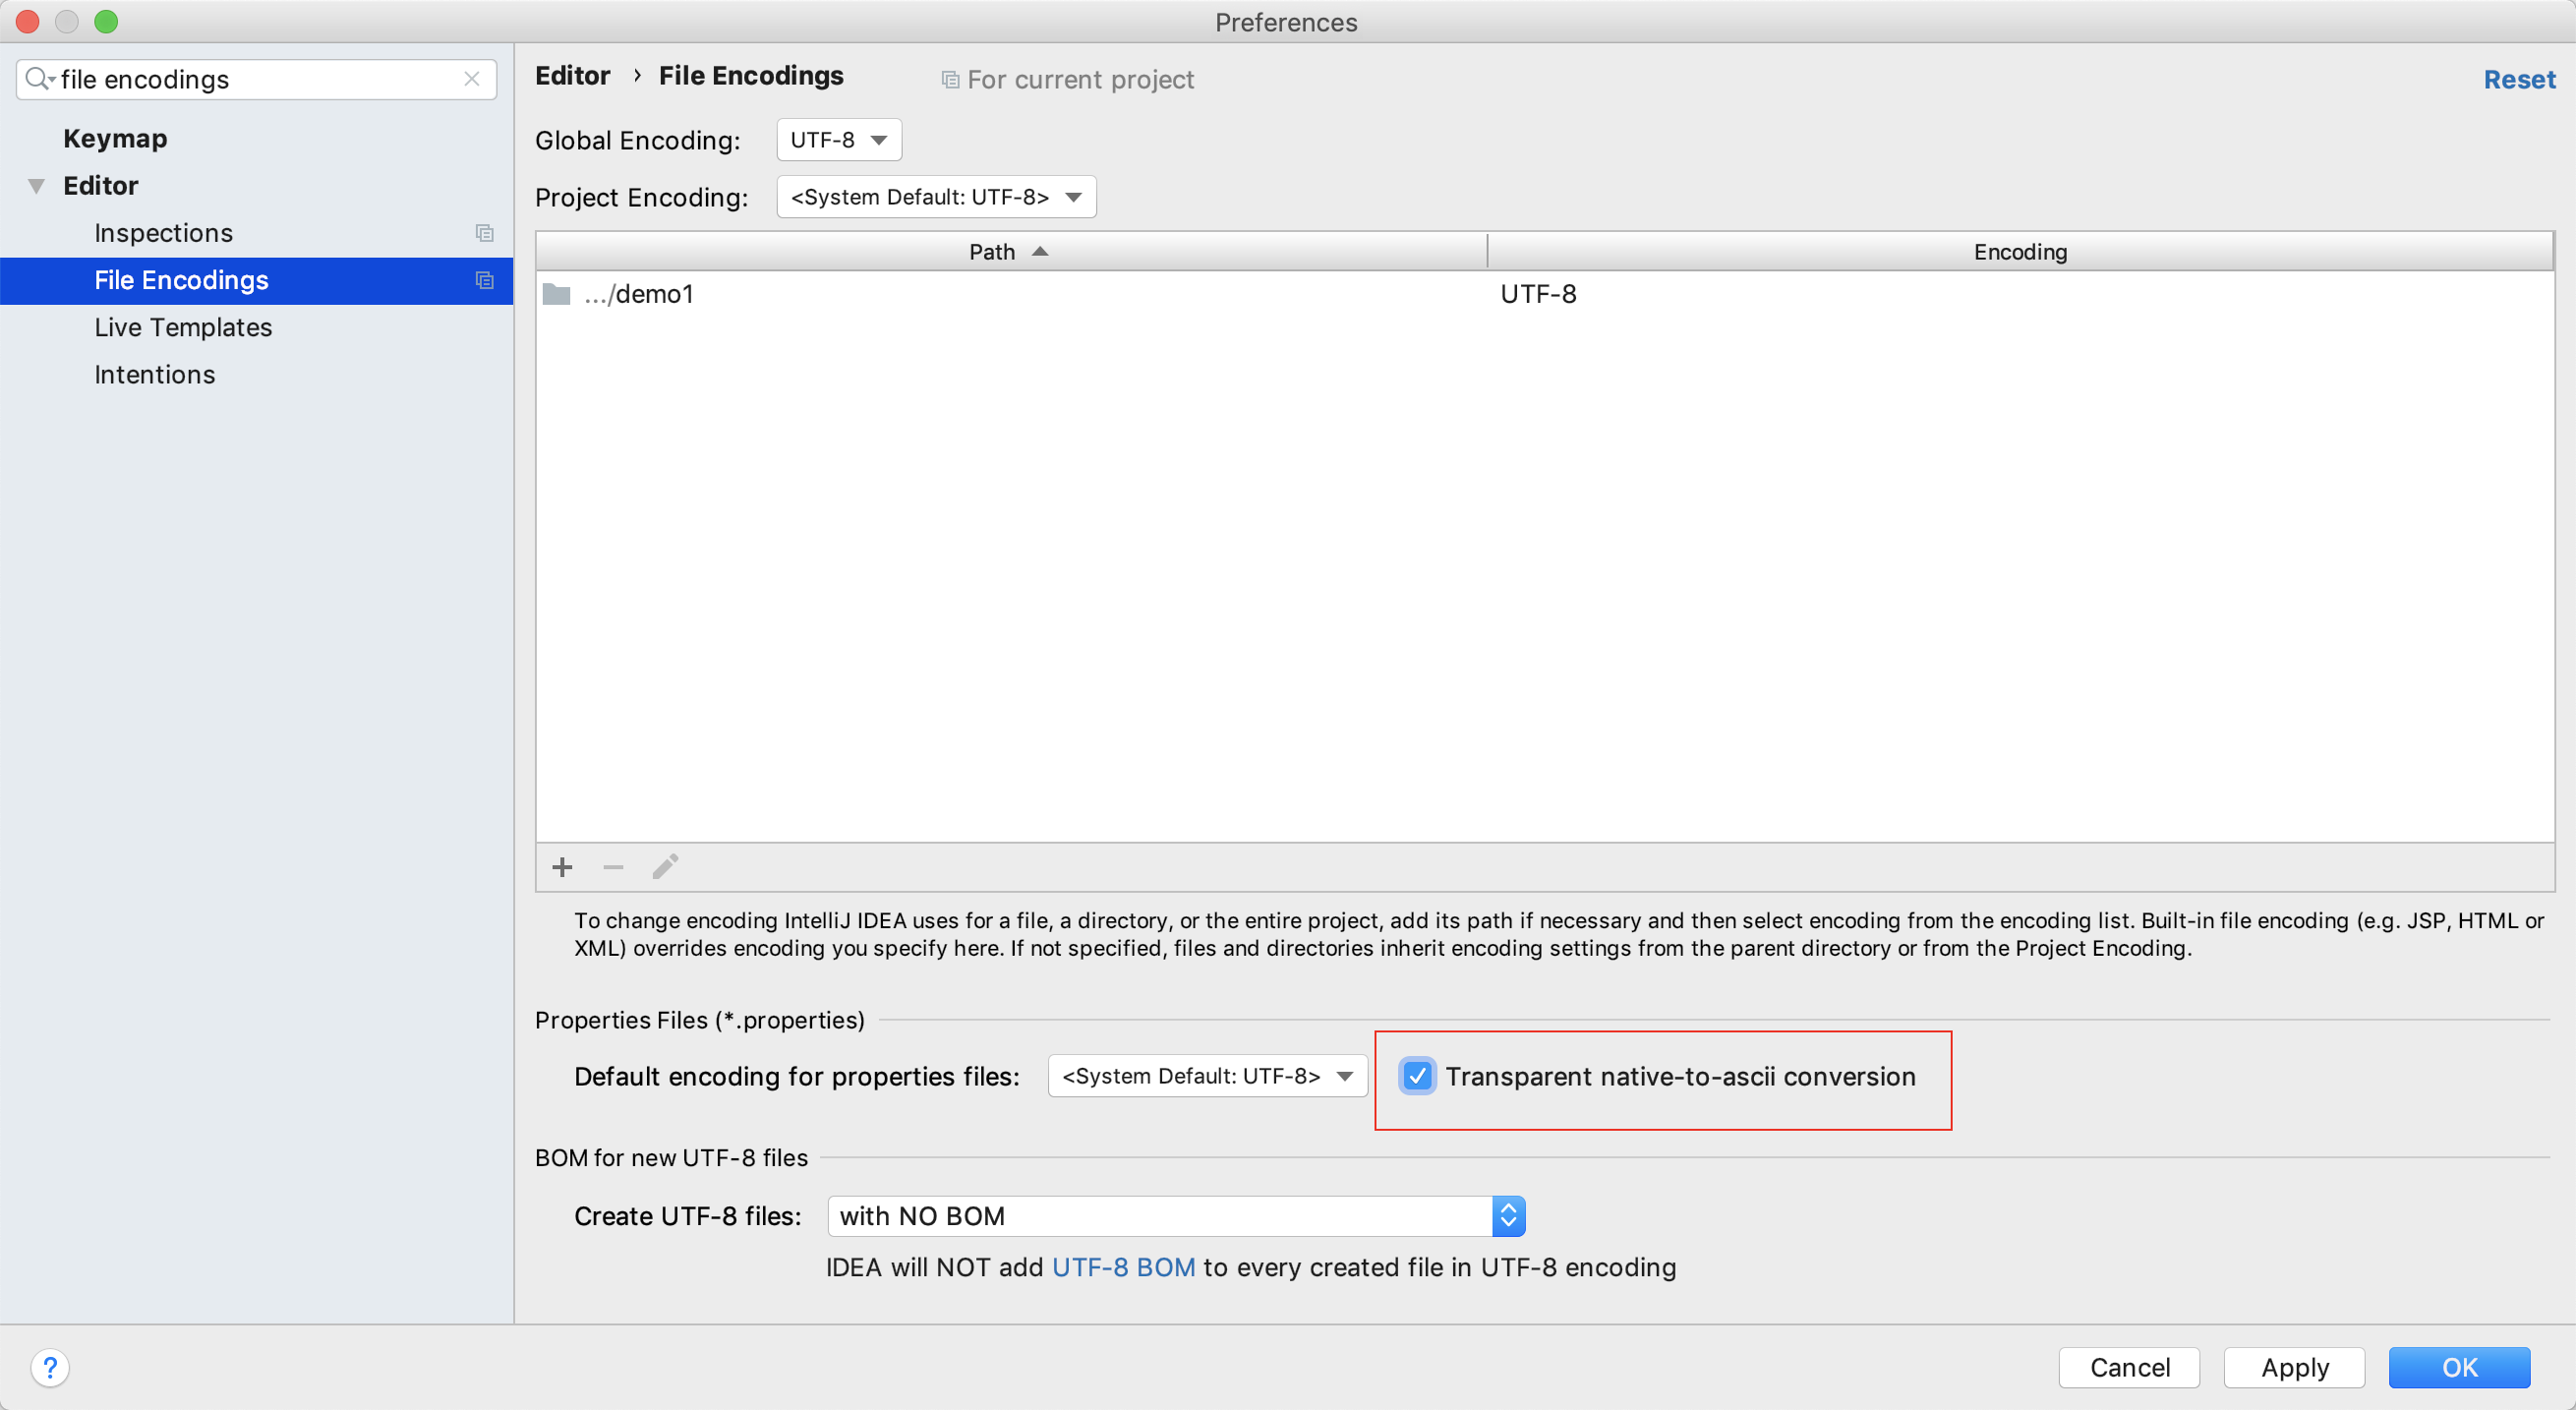 Preferences
file encodings
Keymap
Editor
Inspections
File Encodings
Live Templates
Intentions
Editor › File Encodings
For current project
Reset
Global Encoding: UTF-8
Project Encoding: <System Default: UTF-8>
Path Encoding
.../demo1 UTF-8
To change encoding IntelliJ IDEA uses for a file, a directory, or the entire project, add its path if necessary and then select encoding from the encoding list. Built-in file encoding (e.g. JSP, HTML or
XML) overrides encoding you specify here. If not specified, files and directories inherit encoding settings from the parent directory or from the Project Encoding.
Properties Files (*.properties)
Default encoding for properties files: <System Default: UTF-8> Transparent native-to-ascii conversion
BOM for new UTF-8 files
Create UTF-8 files: with NO BOM
IDEA will NOT add UTF-8 BOM to every created file in UTF-8 encoding
?
Cancel
Apply
OK